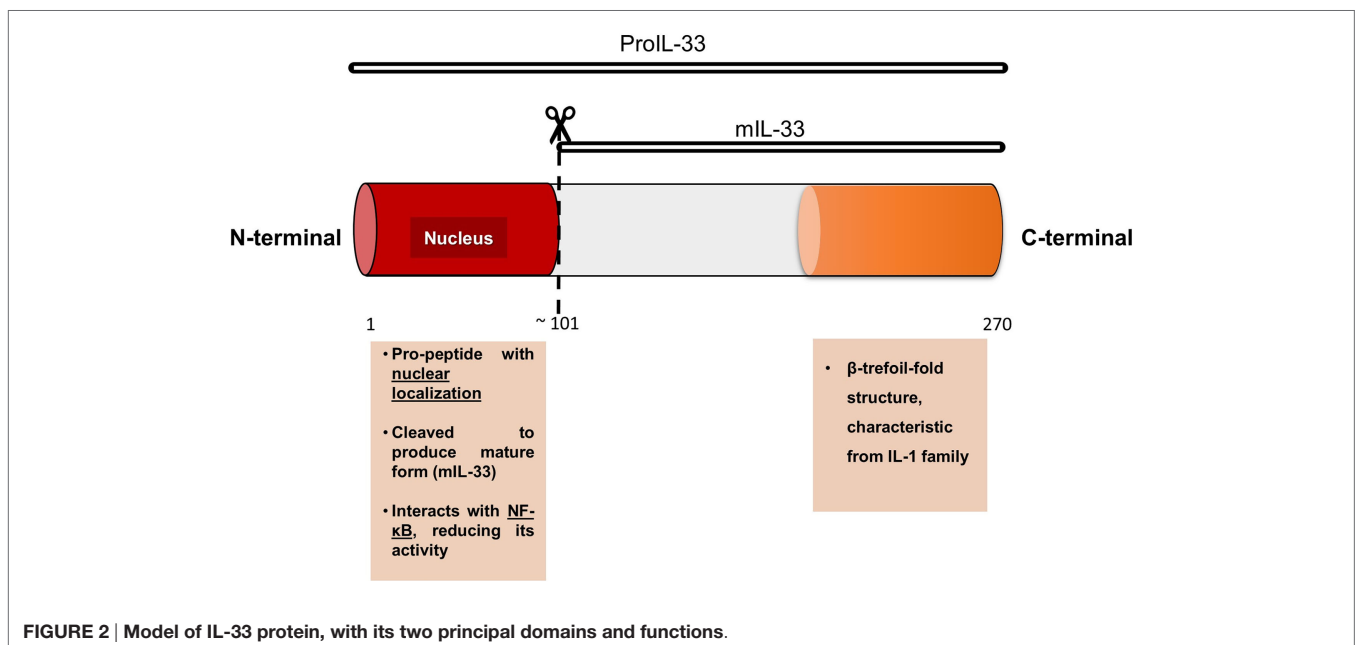 ProIL-33
mIL-33
N-terminal
Nucleus
C-terminal
1
~ 101
270
• Pro-peptide with
nuclear
localization
• Cleaved to
produce mature
form (mIL-33)
• Interacts with NF-
κB, reducing its
activity
• β-trefoil-fold
structure,
characteristic
from IL-1 family
FIGURE 2 | Model of IL-33 protein, with its two principal domains and functions.